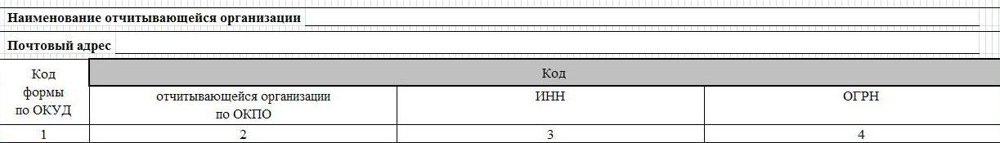 Наименование отчитывающейся организации
Почтовый адрес
Код
формы
по ОКУД
Код
отчитывающейся организации
по ОКПО
ИНН
ОГРН
1
2
3
4